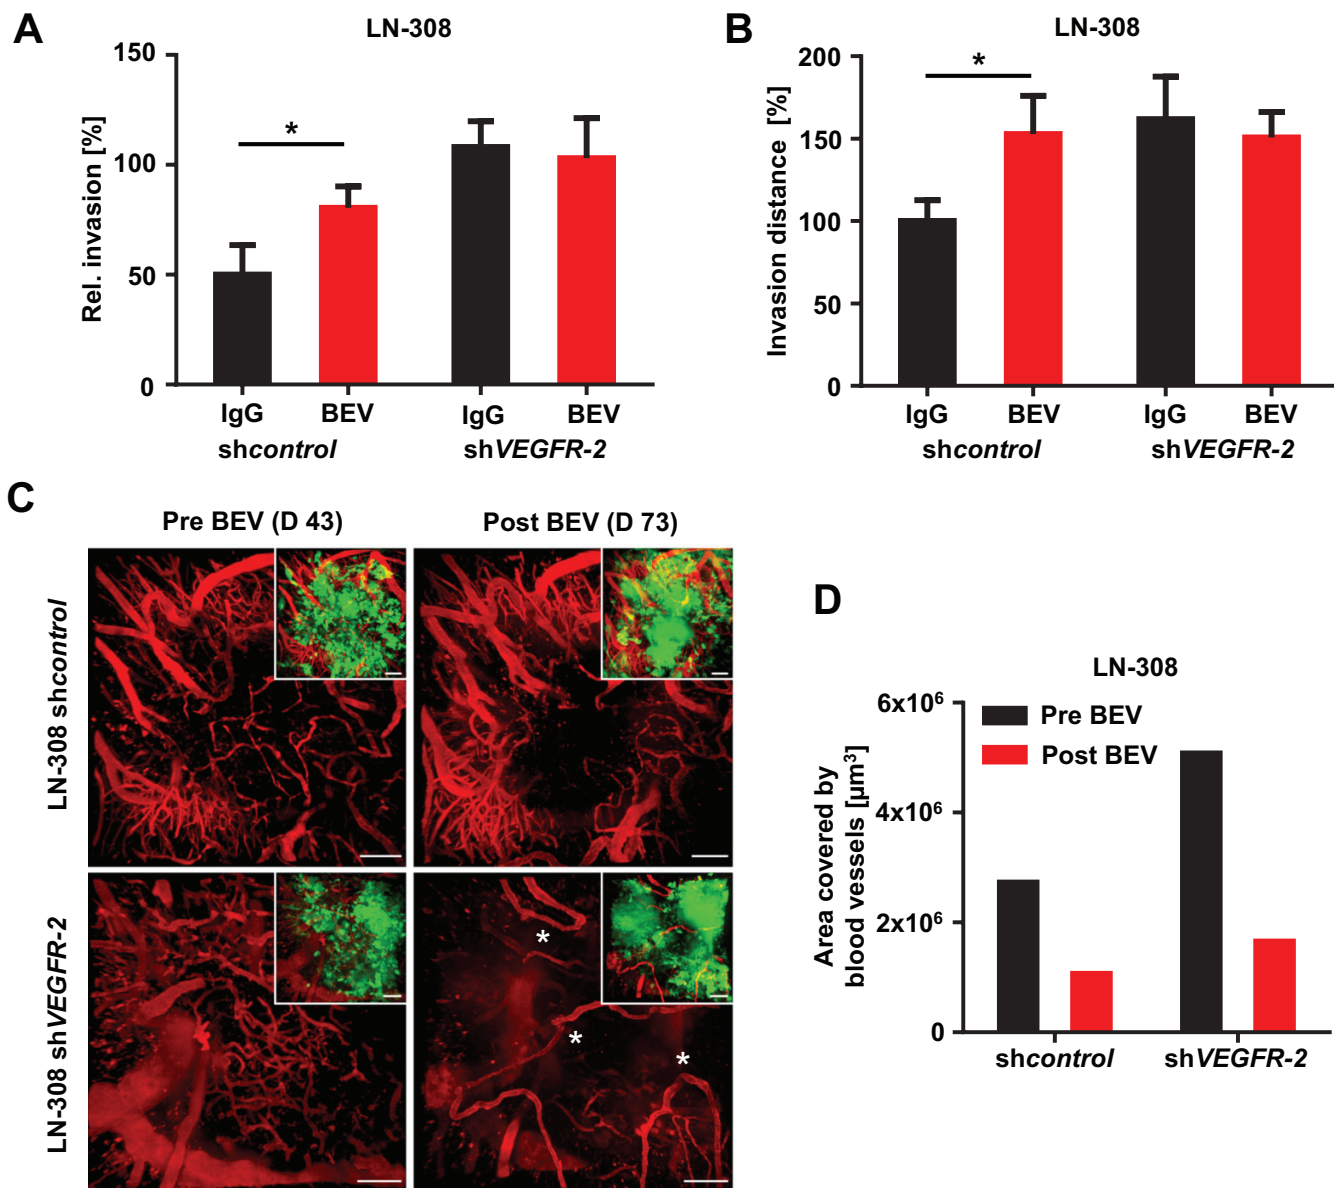 A
LN-308
Rel. invasion [%]
150
100
50
0
*
IgG
BEV
IgG
BEV
shcontrol
shVEGFR-2
B
LN-308
Invasion distance [%]
200
150
100
50
0
*
IgG
BEV
IgG
BEV
shcontrol
shVEGFR-2
C
Pre BEV (D 43)
Post BEV (D 73)
LN-308 shcontrol
LN-308 shVEGFR-2
*
*
*
D
LN-308
Area covered by
blood vessels [µm³]
6x10⁶
4x10⁶
2x10⁶
0
Pre BEV
Post BEV
shcontrol
shVEGFR-2